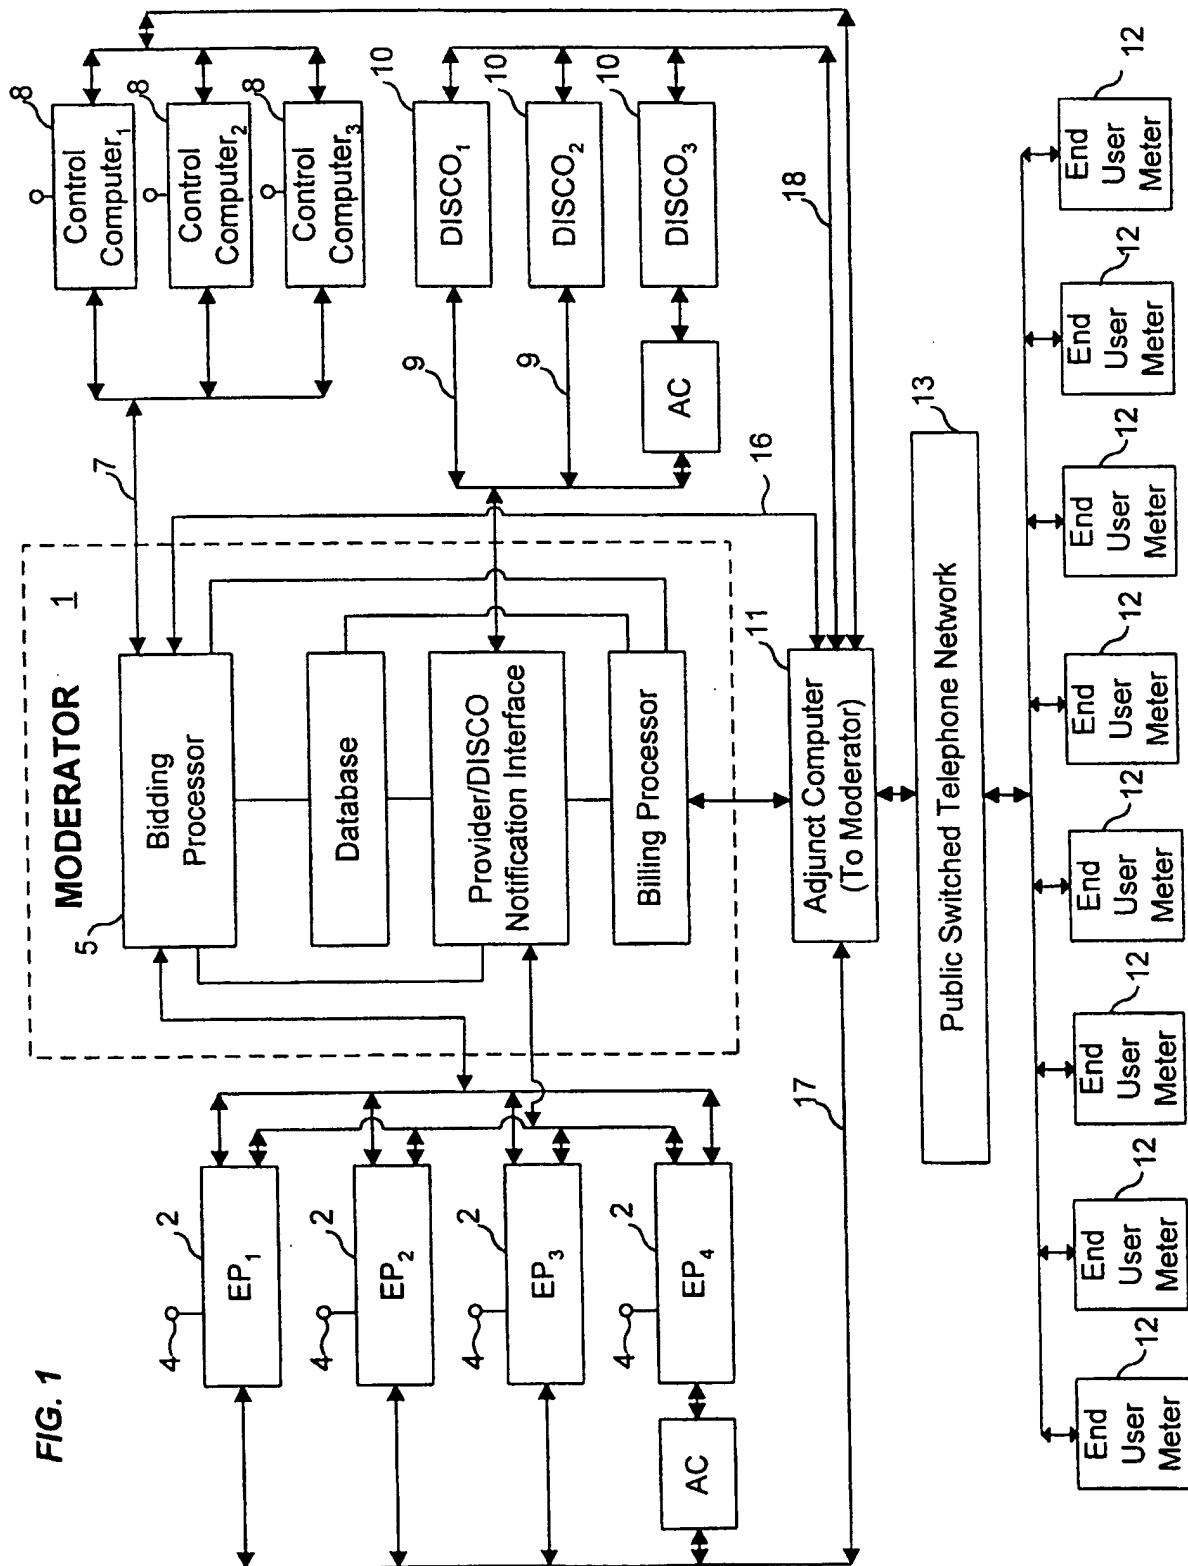 FIG. 1
MODERATOR
1
5
Bidding
Processor
Database
Provider/DISCO
Notification Interface
Billing Processor
4
2
EP1
4
2
EP2
4
2
EP3
4
2
EP4
AC
7
8
Control
Computer1
8
Control
Computer2
8
Control
Computer3
9
9
10
DISCO1
10
DISCO2
10
DISCO3
AC
16
17
18
11
Adjunct Computer
(To Moderator)
13
Public Switched Telephone Network
12
End
User
Meter
12
End
User
Meter
12
End
User
Meter
12
End
User
Meter
12
End
User
Meter
12
End
User
Meter
12
End
User
Meter
12
End
User
Meter